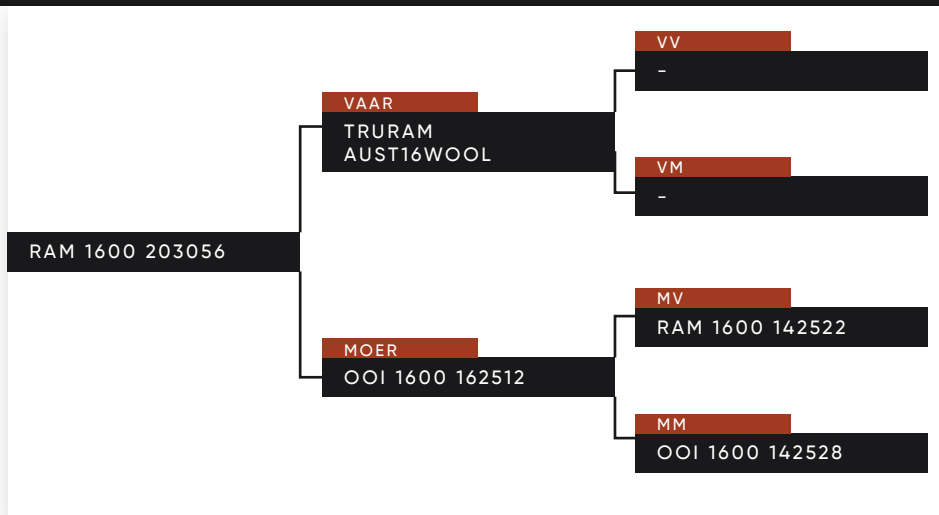 VV
-
VAAR
TRURAM
AUST16WOOL
VM
-
RAM 1600 203056
MV
RAM 1600 142522
MOER
OOI 1600 162512
MM
OOI 1600 142528